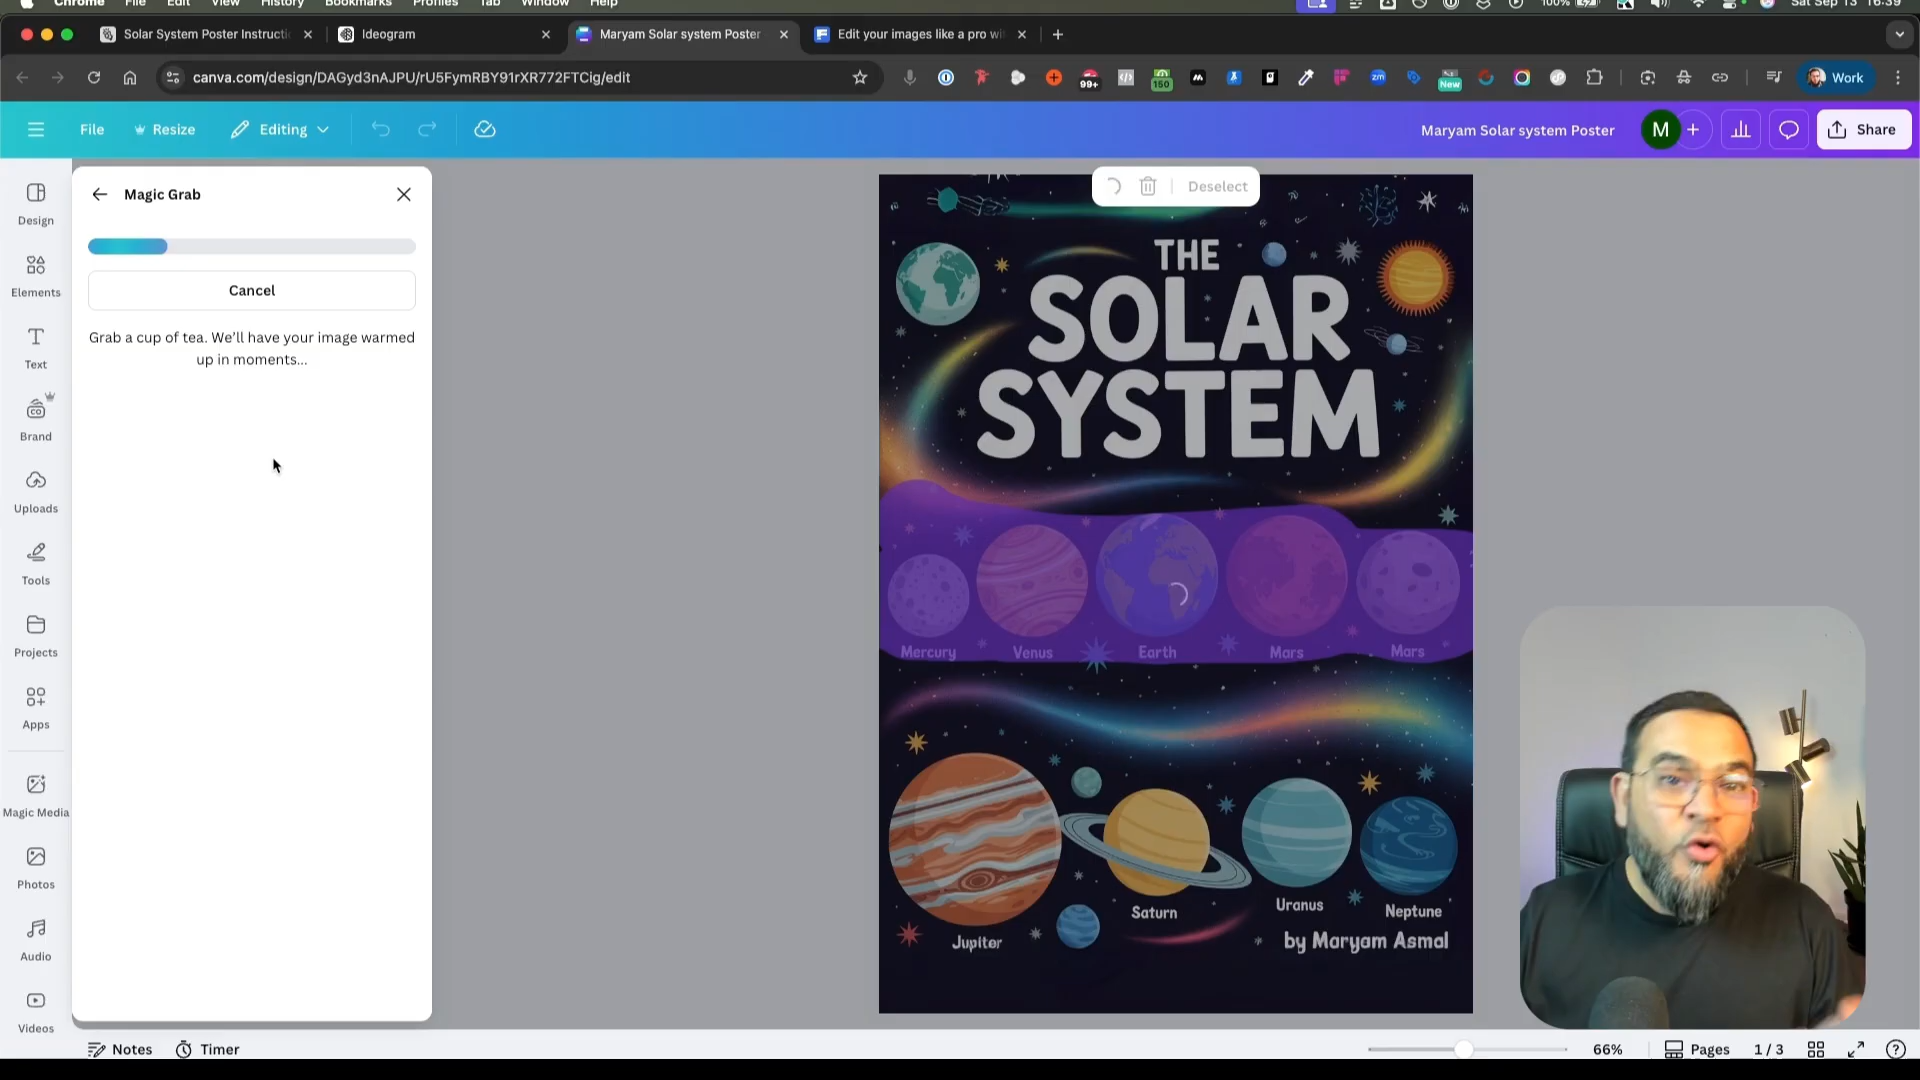 Chrome File Edit View History Bookmarks Profiles Tab Window Help 100% Sat Sep 13 16:39
Solar System Poster Instructi
Ideogram
Maryam Solar system Poster
Edit your images like a pro wi
canva.com/design/DAGyd3nAJPU/rU5FymRBY91rXR772FTCig/edit
99+
150
zm
New
Work
File
Resize
Editing
Maryam Solar system Poster
M
Share
Design
Elements
Text
Brand
Uploads
Tools
Projects
Apps
Magic Media
Photos
Audio
Videos
Magic Grab
Cancel
Grab a cup of tea. We'll have your image warmed
up in moments...
Deselect
THE
SOLAR
SYSTEM
Mercury Venus Earth Mars Mars
Jupiter Saturn Uranus Neptune
by Maryam Asmal
Notes
Timer
66%
Pages
1 / 3